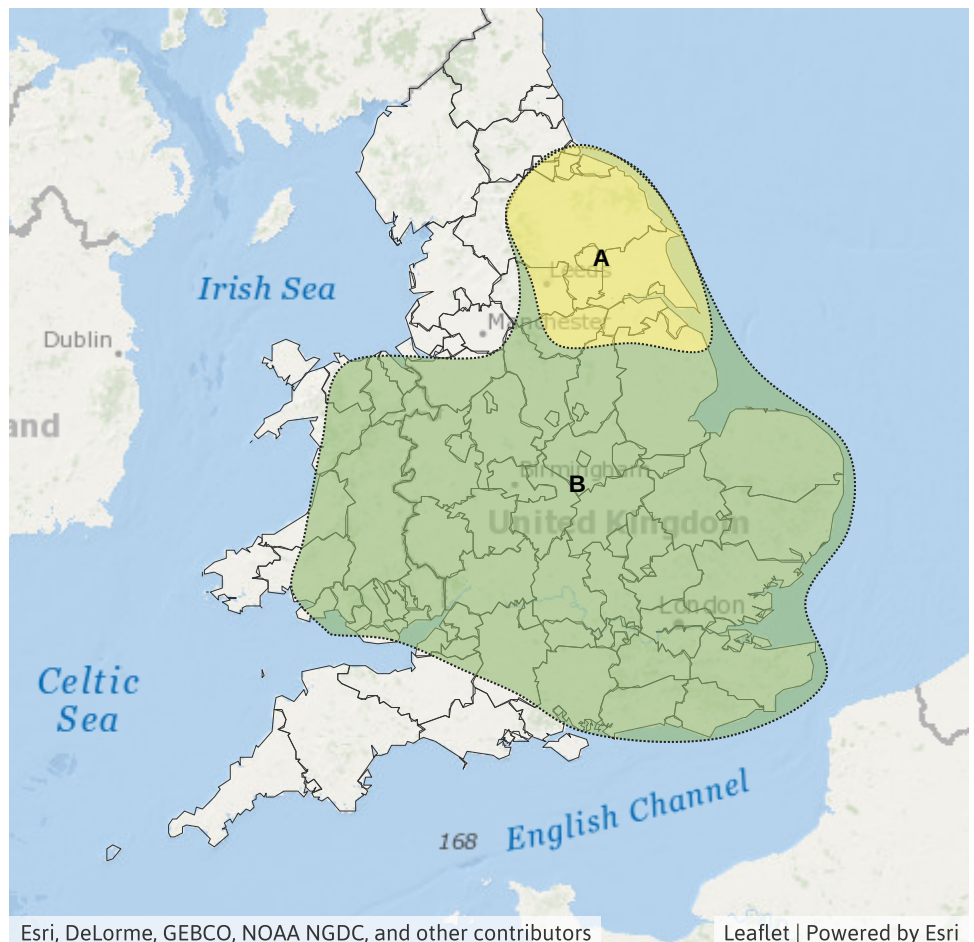 A
Leeds
Irish Sea
Manchester
Dublin
and
Birmingham
B
United Kingdom
London
Celtic
Sea
English Channel
168
Esri, DeLorme, GEBCO, NOAA NGDC, and other contributors
Leaflet | Powered by Esri